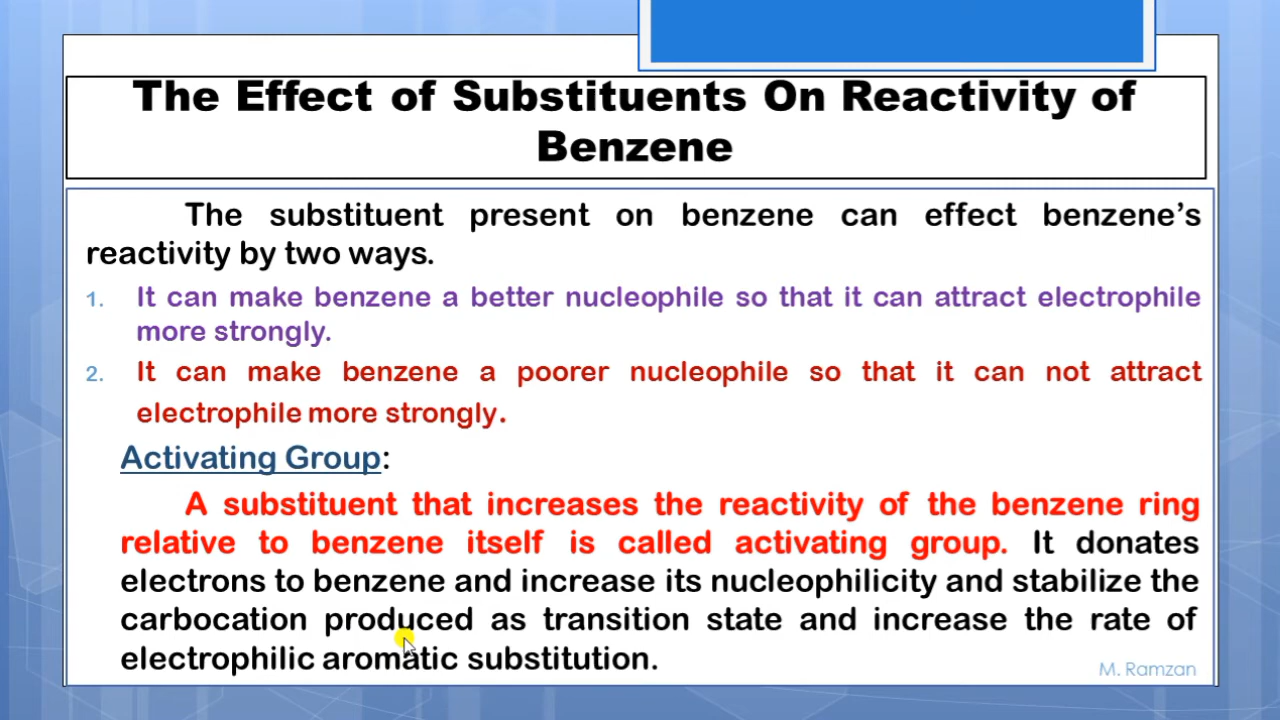 The Effect of Substituents On Reactivity of
Benzene
The substituent present on benzene can effect benzene's
reactivity by two ways.
1. It can make benzene a better nucleophile so that it can attract electrophile
more strongly.
2. It can make benzene a poorer nucleophile so that it can not attract
electrophile more strongly.
Activating Group:
A substituent that increases the reactivity of the benzene ring
relative to benzene itself is called activating group. It donates
electrons to benzene and increase its nucleophilicity and stabilize the
carbocation produced as transition state and increase the rate of
electrophilic aromatic substitution.
M. Ramzan